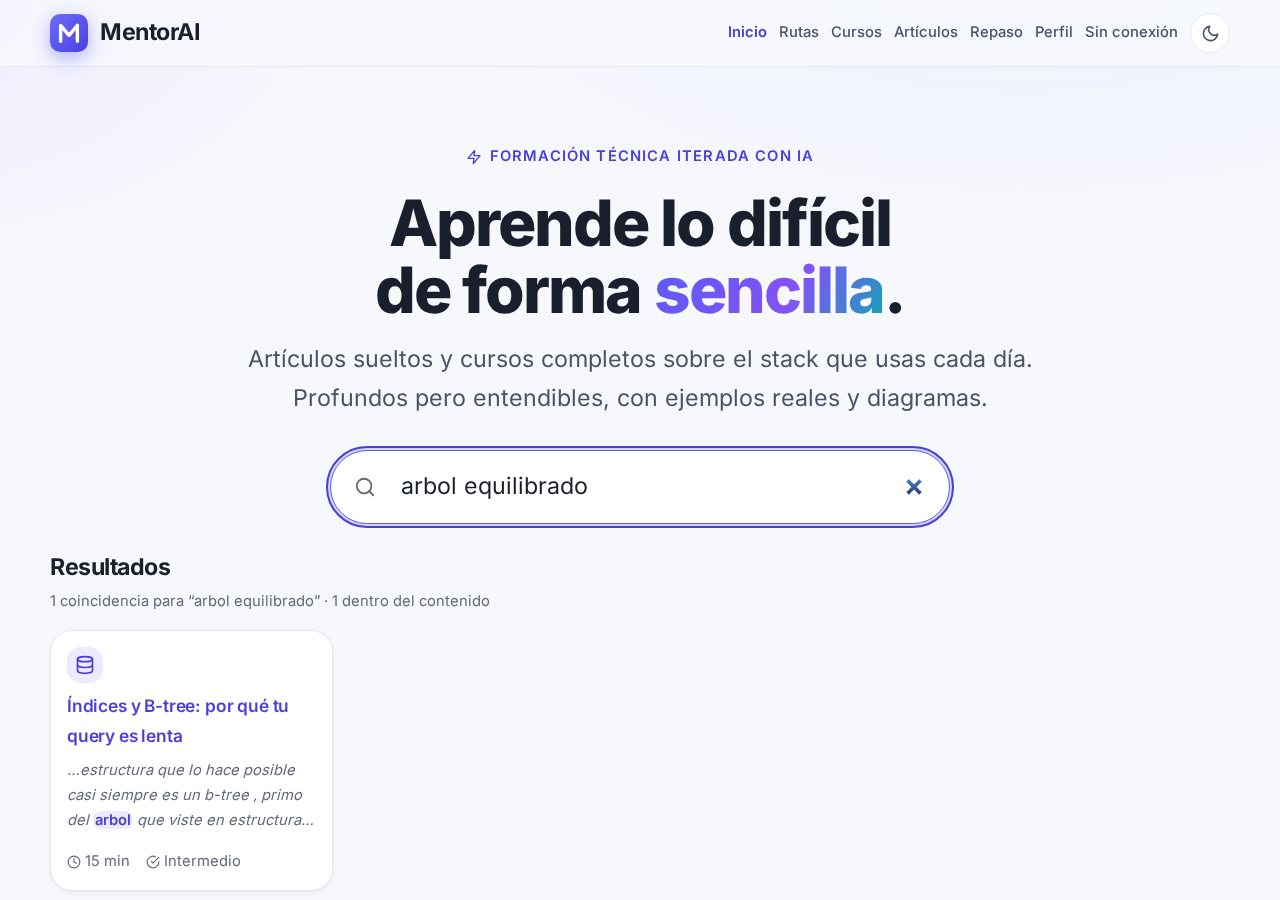 MentorAI
Inicio Rutas Cursos Artículos Repaso Perfil Sin conexión
FORMACIÓN TÉCNICA ITERADA CON IA
Aprende lo difícil
de forma sencilla.
Artículos sueltos y cursos completos sobre el stack que usas cada día.
Profundos pero entendibles, con ejemplos reales y diagramas.
arbol equilibrado
Resultados
1 coincidencia para “arbol equilibrado” · 1 dentro del contenido
Índices y B-tree: por qué tu
query es lenta
…estructura que lo hace posible
casi siempre es un b-tree , primo
del arbol que viste en estructura…
15 min Intermedio